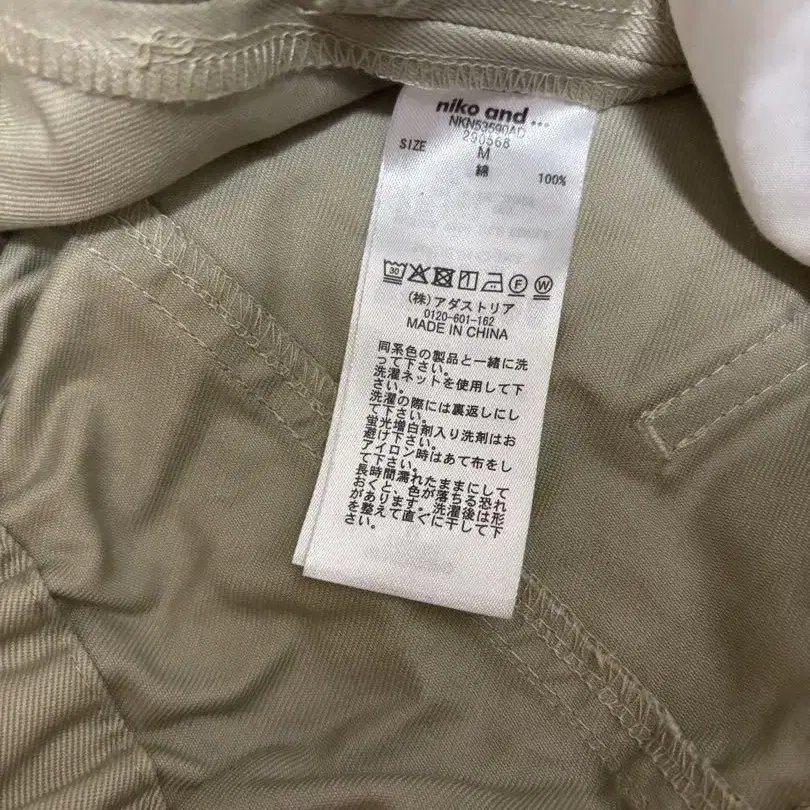 niko and ...
NKN53590AD
290568
SIZE M
綿 100%
30 F W
(株)アダストリア
0120-601-162
MADE IN CHINA
同系色の製品と一緒に洗
って下さい。
洗濯ネットを使用して下
さい。
洗濯の際には裏返しにし
て下さい。
蛍光増白剤入り洗剤はお
避け下さい。
アイロン時はあて布をし
て下さい。
長時間濡れたままにして
おくと、色が落ちる恐れ
があります。洗濯後は形
を整えて直ぐに干して下
さい。